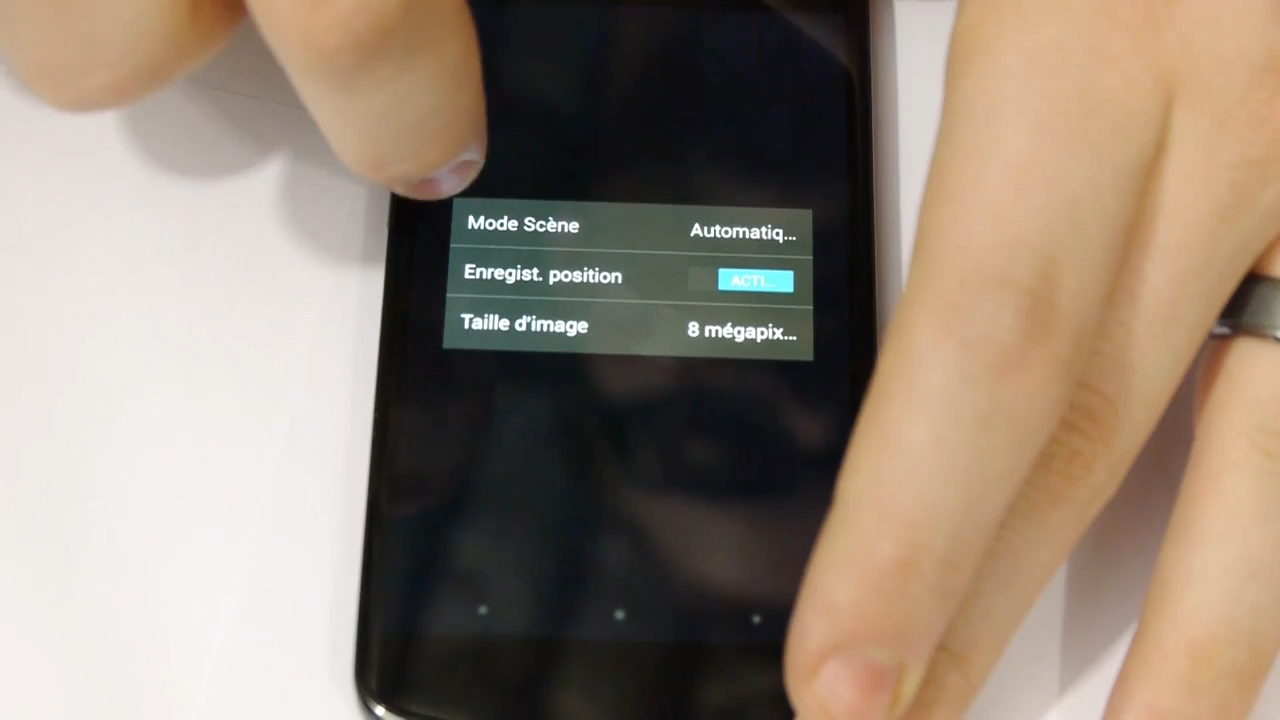 Mode Scène Automatiq...
Enregist. position ACTI...
Taille d'image 8 mégapix...